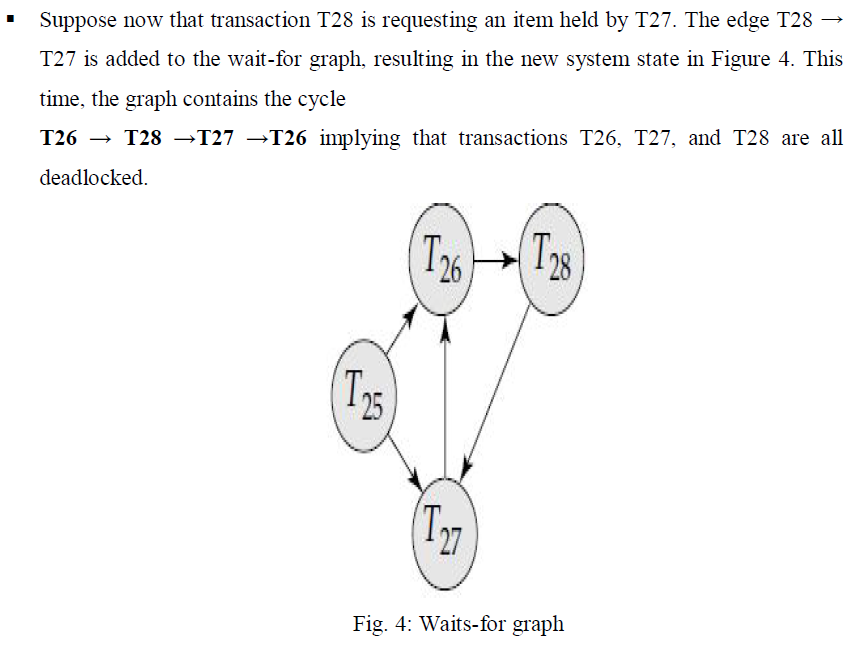 ▪ Suppose now that transaction T28 is requesting an item held by T27. The edge T28 →
T27 is added to the wait-for graph, resulting in the new system state in Figure 4. This
time, the graph contains the cycle
T26 → T28 →T27 →T26 implying that transactions T26, T27, and T28 are all
deadlocked.
T26
T28
T25
T27
Fig. 4: Waits-for graph